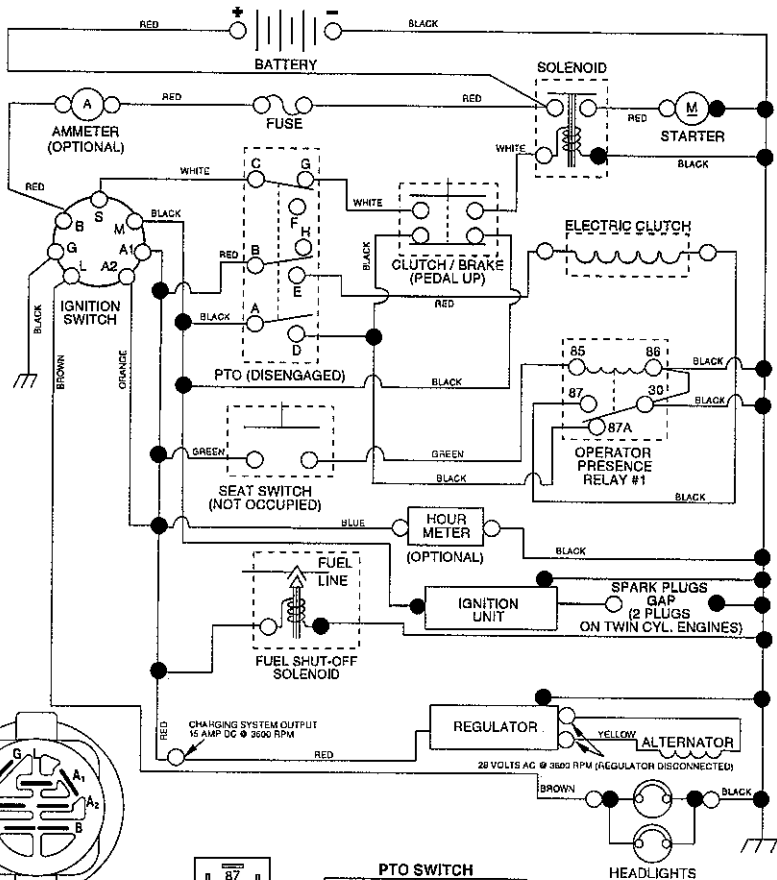 RED
+
-
BLACK
BATTERY
SOLENOID
A
RED
RED
RED
M
AMMETER
(OPTIONAL)
FUSE
STARTER
WHITE
BLACK
RED
WHITE
C
G
S
B
M
BLACK
WHITE
F
G
A1
H
ELECTRIC CLUTCH
RED
B
BLACK
L
A2
CLUTCH / BRAKE
(PEDAL UP)
E
RED
IGNITION
SWITCH
BLACK
A
BLACK
BROWN
ORANGE
D
85
86
BLACK
PTO (DISENGAGED)
BLACK
87
30
BLACK
87A
GREEN
GREEN
OPERATOR
PRESENCE
RELAY #1
BLACK
BLACK
SEAT SWITCH
(NOT OCCUPIED)
BLUE
HOUR
METER
(OPTIONAL)
BLACK
FUEL
LINE
IGNITION
UNIT
SPARK PLUGS
GAP
(2 PLUGS
ON TWIN CYL. ENGINES)
FUEL SHUT-OFF
SOLENOID
RED
CHARGING SYSTEM OUTPUT
15 AMP DC @ 3600 RPM
RED
REGULATOR
YELLOW
ALTERNATOR
28 VOLTS AC @ 3600 RPM (REGULATOR DISCONNECTED)
G
L
A1
A2
B
BROWN
BLACK
HEADLIGHTS
87
PTO SWITCH